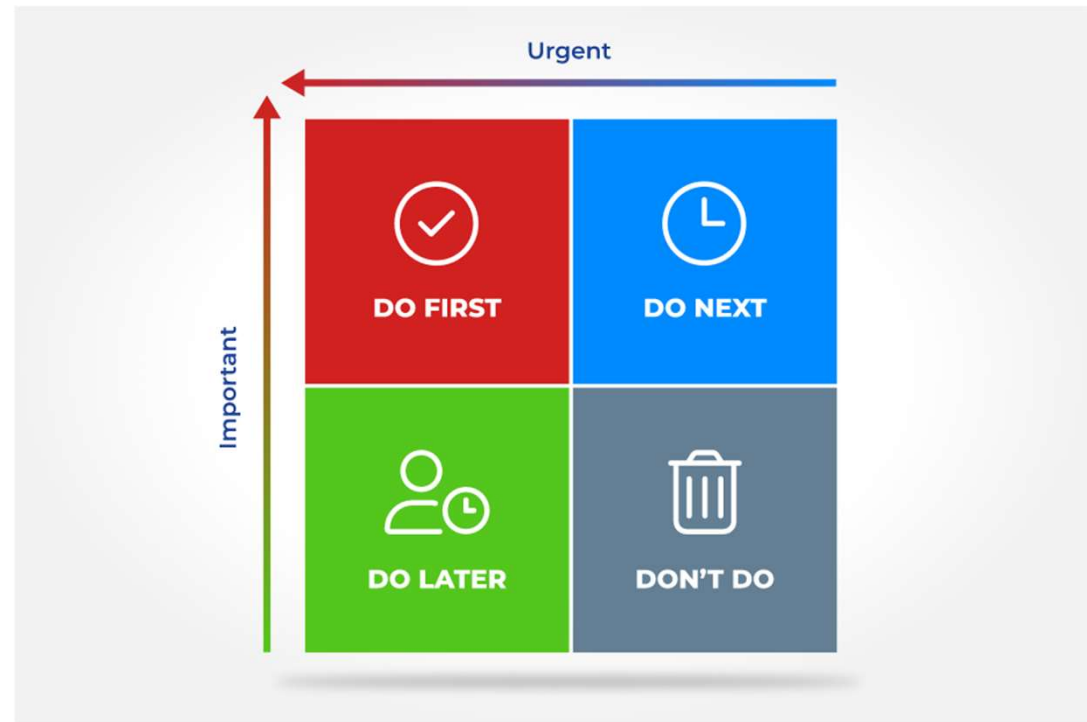 Urgent
Important
DO FIRST
DO NEXT
DO LATER
DON'T DO